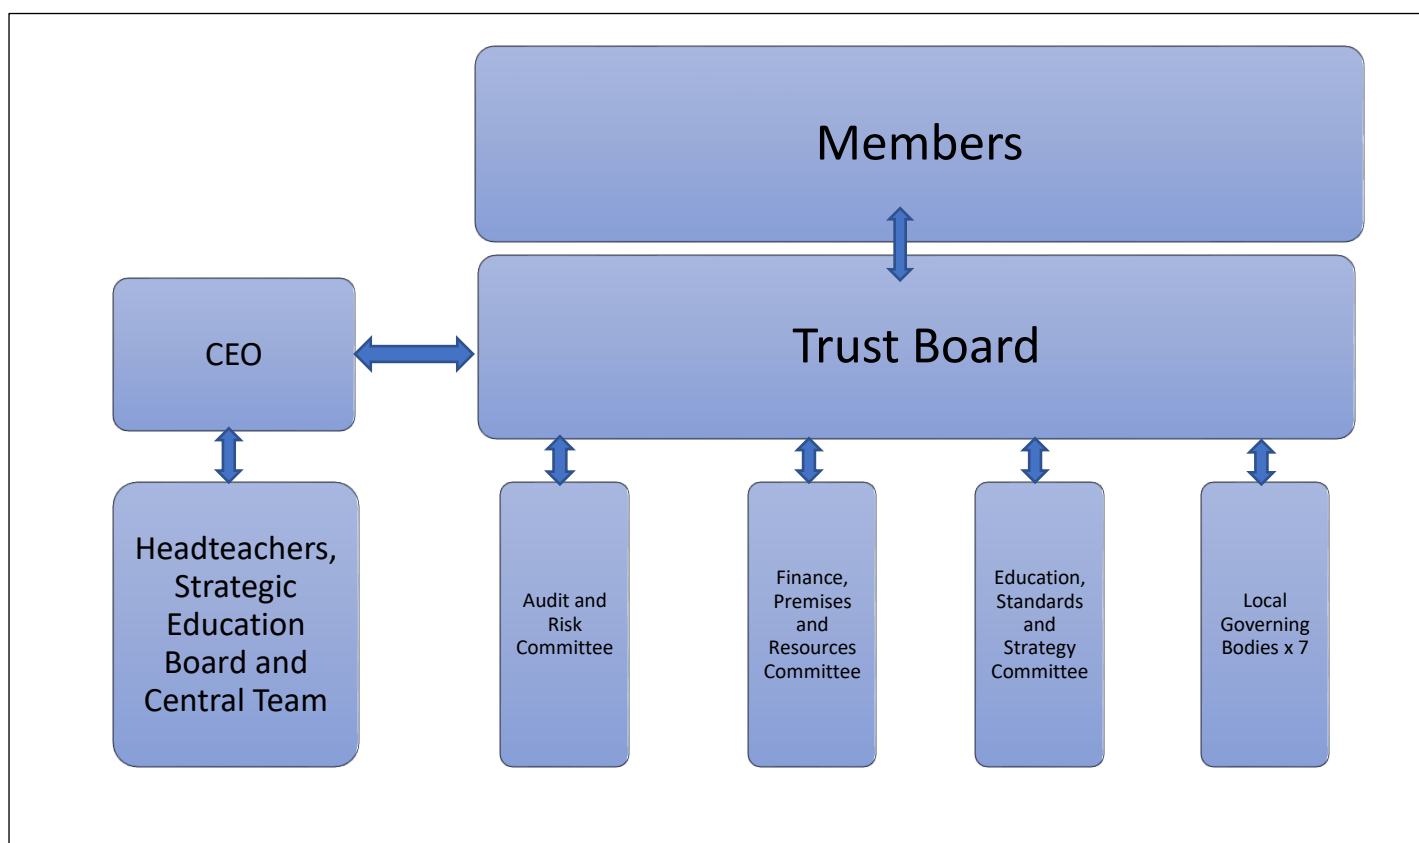 Members
Trust Board
CEO
Headteachers,
Strategic
Education
Board and
Central Team
Audit and
Risk
Committee
Finance,
Premises
and
Resources
Committee
Education,
Standards
and
Strategy
Committee
Local
Governing
Bodies x 7